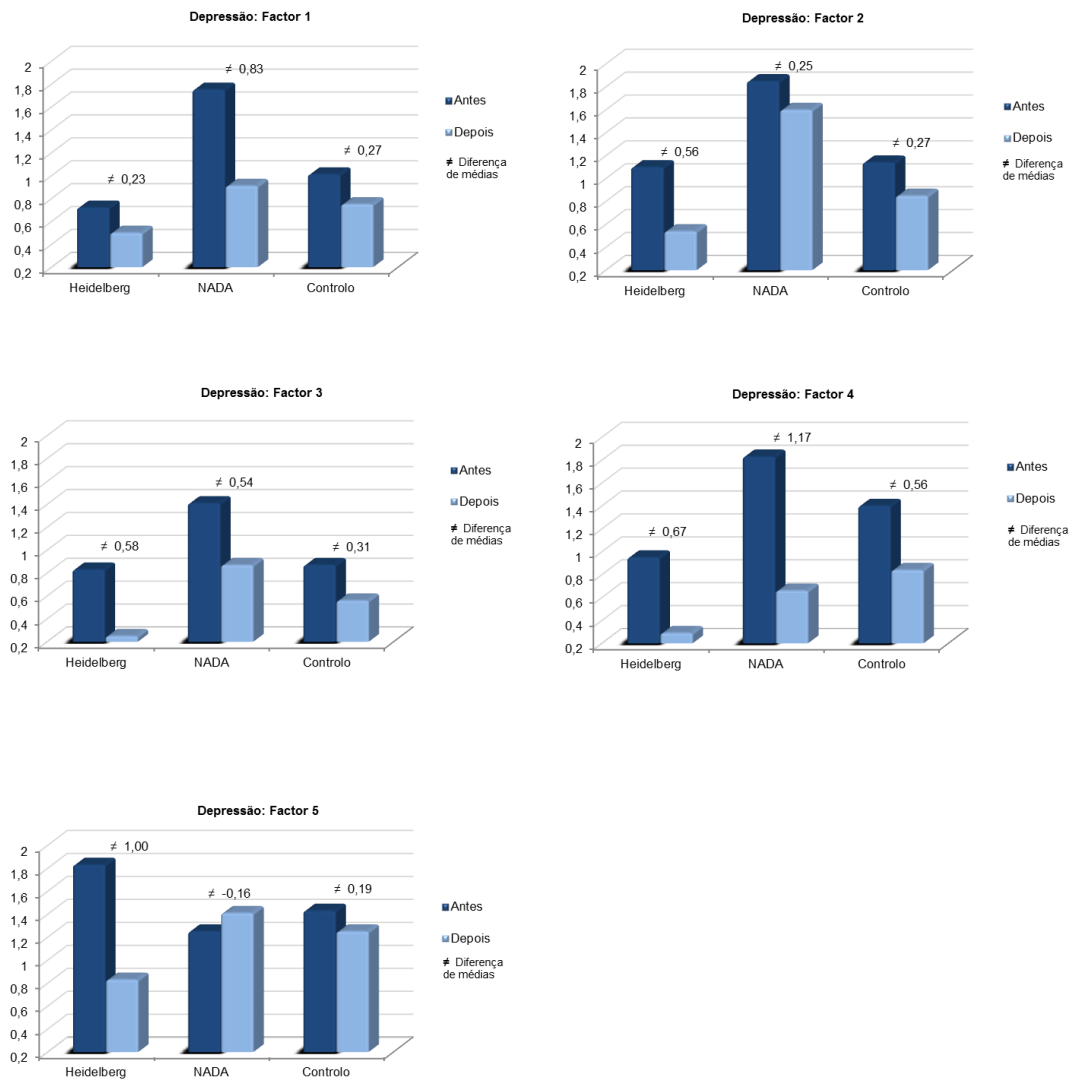 Depressão: Factor 1
2
1,8
1,6
1,4
1,2
1
0,8
0,6
0,4
0,2
≠ 0,23
≠ 0,83
≠ 0,27
Heidelberg
NADA
Controlo
Antes
Depois
≠ Diferença
de médias
Depressão: Factor 2
2
1,8
1,6
1,4
1,2
1
0,8
0,6
0,4
0,2
≠ 0,56
≠ 0,25
≠ 0,27
Heidelberg
NADA
Controlo
Antes
Depois
≠ Diferença
de médias
Depressão: Factor 3
2
1,8
1,6
1,4
1,2
1
0,8
0,6
0,4
0,2
≠ 0,58
≠ 0,54
≠ 0,31
Heidelberg
NADA
Controlo
Antes
Depois
≠ Diferença
de médias
Depressão: Factor 4
2
1,8
1,6
1,4
1,2
1
0,8
0,6
0,4
0,2
≠ 0,67
≠ 1,17
≠ 0,56
Heidelberg
NADA
Controlo
Antes
Depois
≠ Diferença
de médias
Depressão: Factor 5
2
1,8
1,6
1,4
1,2
1
0,8
0,6
0,4
0,2
≠ 1,00
≠ -0,16
≠ 0,19
Heidelberg
NADA
Controlo
Antes
Depois
≠ Diferença
de médias